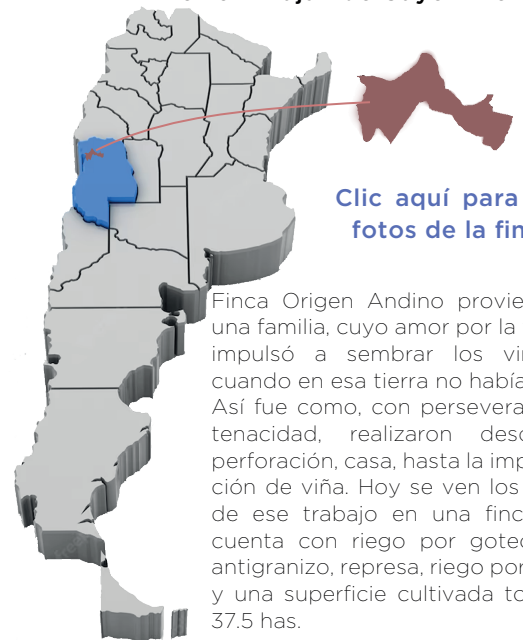 Clic aquí para
fotos de la fin
Finca Origen Andino provie
una familia, cuyo amor por la
impulsó a sembrar los vi
cuando en esa tierra no había
Así fue como, con persevera
tenacidad, realizaron desc
perforación, casa, hasta la imp
ción de viña. Hoy se ven los
de ese trabajo en una finc
cuenta con riego por gote
antigranizo, represa, riego por
y una superficie cultivada to
37.5 has.